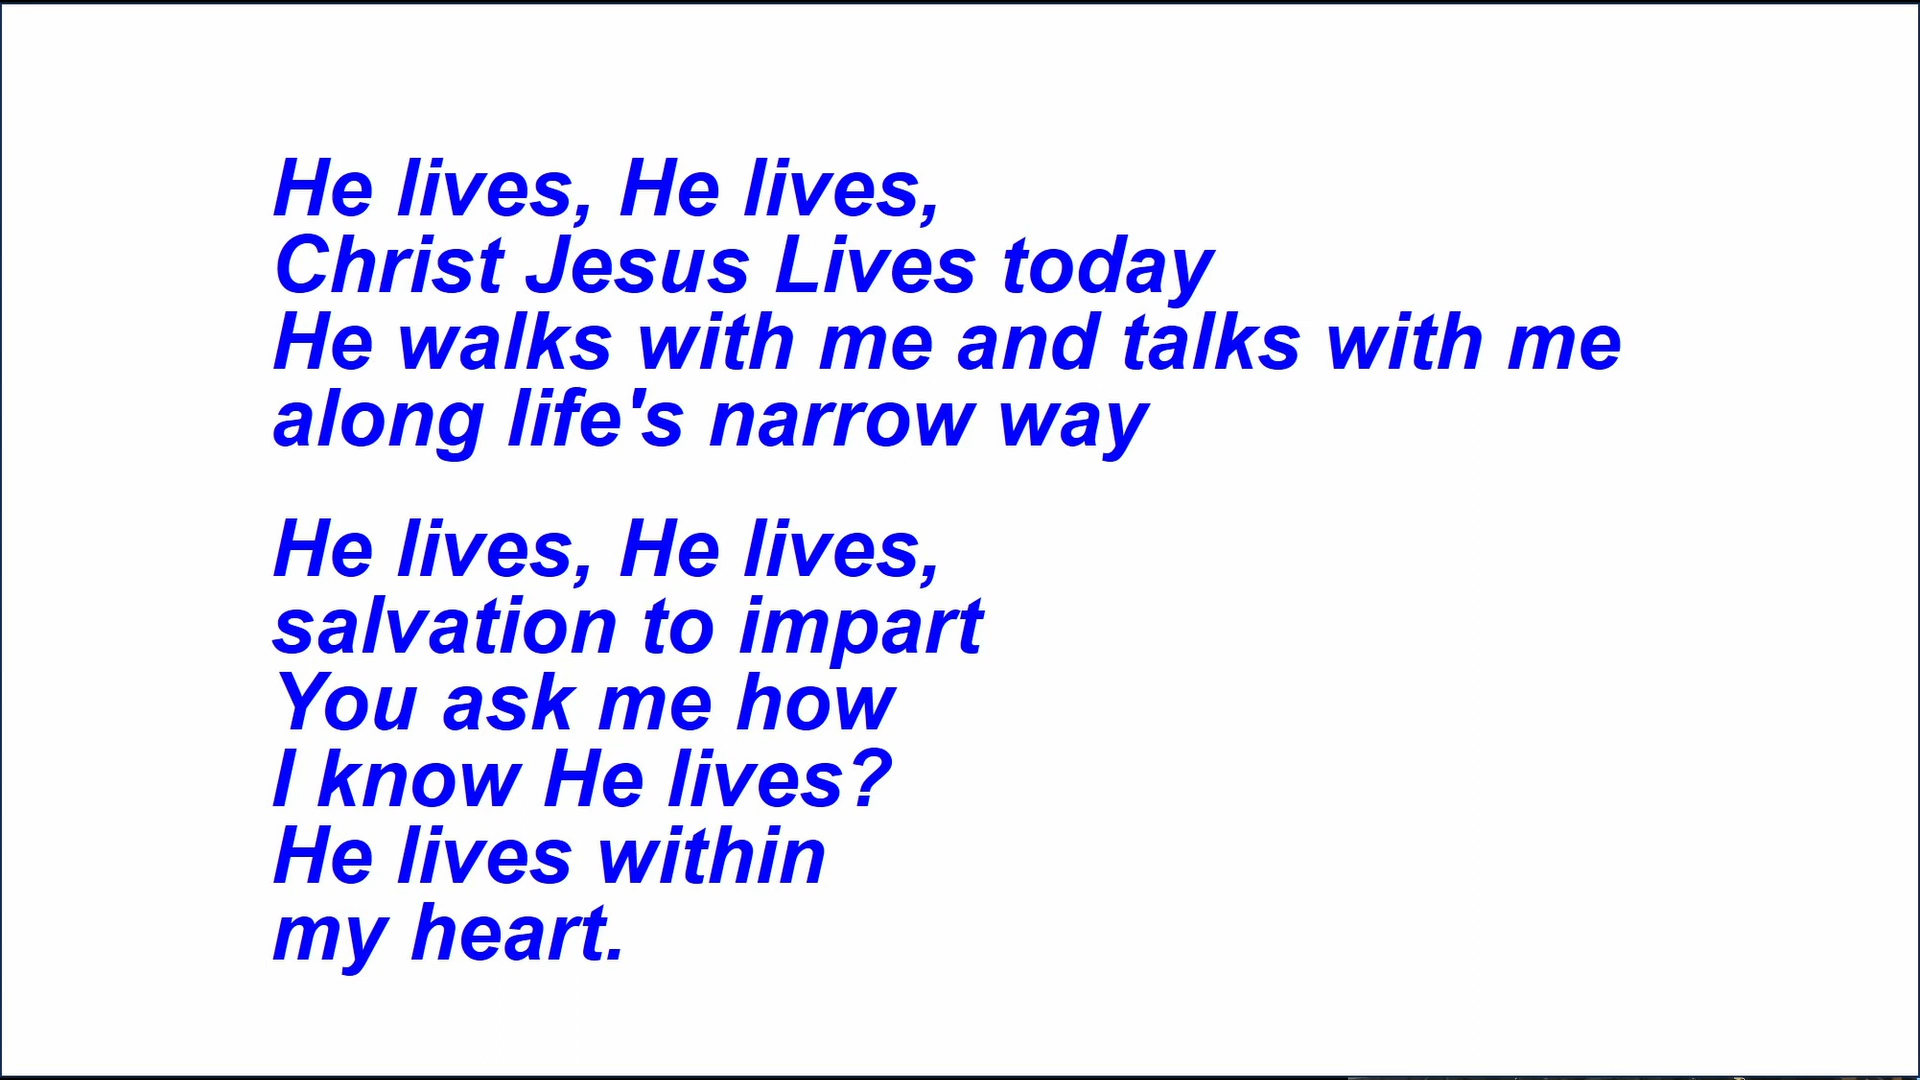 He lives, He lives,
Christ Jesus Lives today
He walks with me and talks with me
along life's narrow way
He lives, He lives,
salvation to impart
You ask me how
I know He lives?
He lives within
my heart.